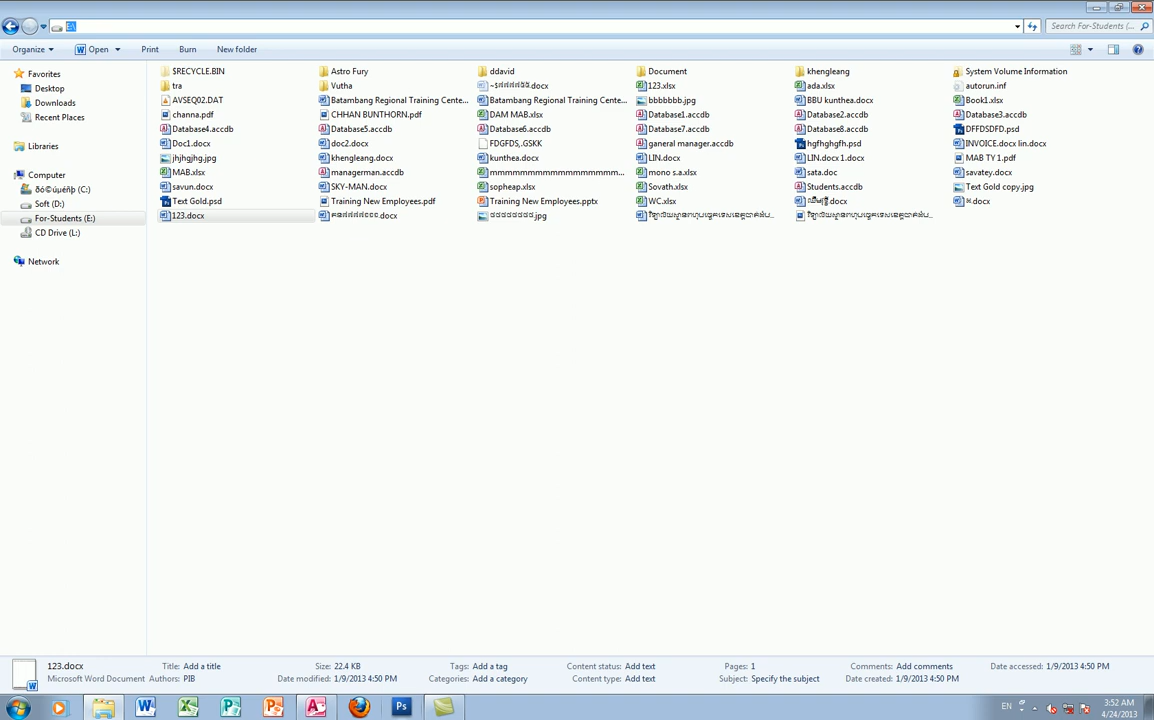 E:\
Search For-Students (...
Organize Open Print Burn New folder
Favorites
Desktop
Downloads
Recent Places
Libraries
Computer
(C:)
Soft (D:)
For-Students (E:)
CD Drive (L:)
Network
$RECYCLE.BIN Astro Fury ddavid Document khengleang System Volume Information
tra Vutha 123.xlsx ada.xlsx autorun.inf
AVSEQ02.DAT Batambang Regional Training Cente... Batambang Regional Training Cente... bbbbbbb.jpg BBU kunthea.docx Book1.xlsx
channa.pdf CHHAN BUNTHORN.pdf DAM MAB.xlsx Database1.accdb Database2.accdb Database3.accdb
Database4.accdb Database5.accdb Database6.accdb Database7.accdb Database8.accdb DFFDSDFD.psd
Doc1.docx doc2.docx FDGFDS,.GSKK ganeral manager.accdb hgfhghgfh.psd INVOICE.docx lin.docx
jhjhgjhg.jpg khengleang.docx kunthea.docx LIN.docx LIN.docx 1.docx MAB TY 1.pdf
MAB.xlsx managerman.accdb mono s.a.xlsx sata.doc savatey.docx
savun.docx SKY-MAN.docx sopheap.xlsx Sovath.xlsx Students.accdb Text Gold copy.jpg
Text Gold.psd Training New Employees.pdf Training New Employees.pptx WC.xlsx
123.docx
123.docx Title: Add a title Size: 22.4 KB Tags: Add a tag Content status: Add text Pages: 1 Comments: Add comments Date accessed: 1/9/2013 4:50 PM
Microsoft Word Document Authors: PIB Date modified: 1/9/2013 4:50 PM Categories: Add a category Content type: Add text Subject: Specify the subject Date created: 1/9/2013 4:50 PM
EN
3:52 AM
4/24/2013